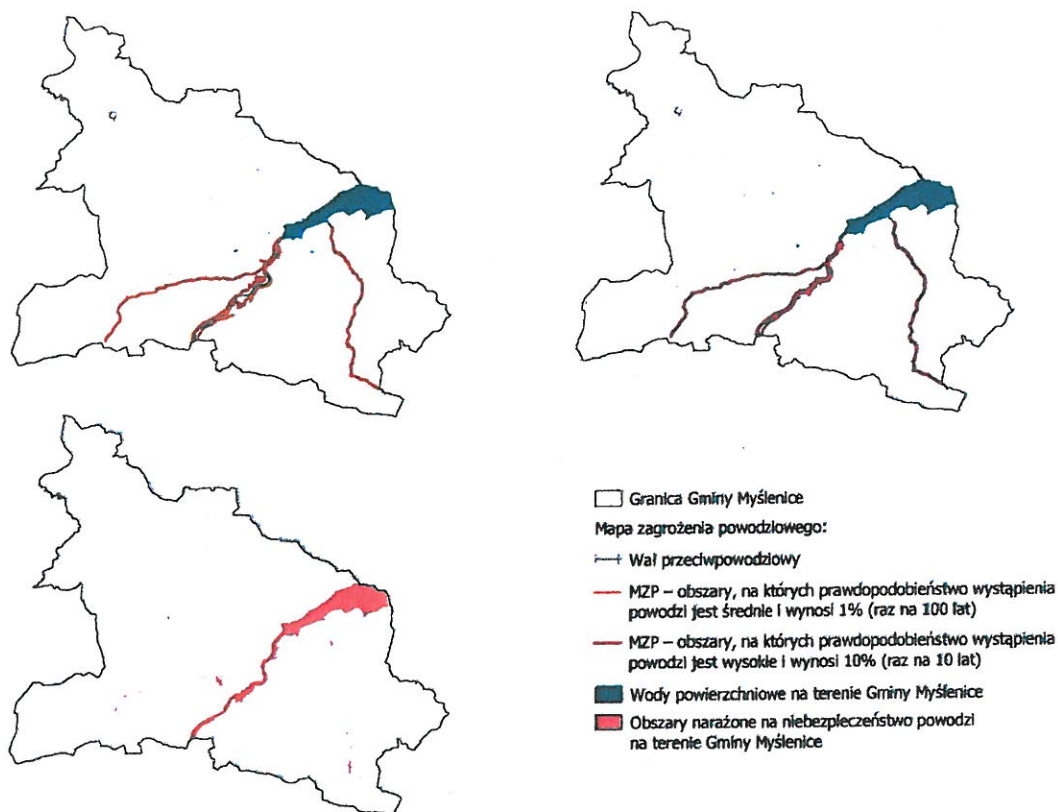 Granica Gminy Myślenice
Mapa zagrożenia powodziowego:
Wał przeciwpowodziowy
MZP – obszary, na których prawdopodobieństwo wystąpienia
powodzi jest średnie i wynosi 1% (raz na 100 lat)
MZP – obszary, na których prawdopodobieństwo wystąpienia
powodzi jest wysokie i wynosi 10% (raz na 10 lat)
Wody powierzchniowe na terenie Gminy Myślenice
Obszary narażone na niebezpieczeństwo powodzi
na terenie Gminy Myślenice